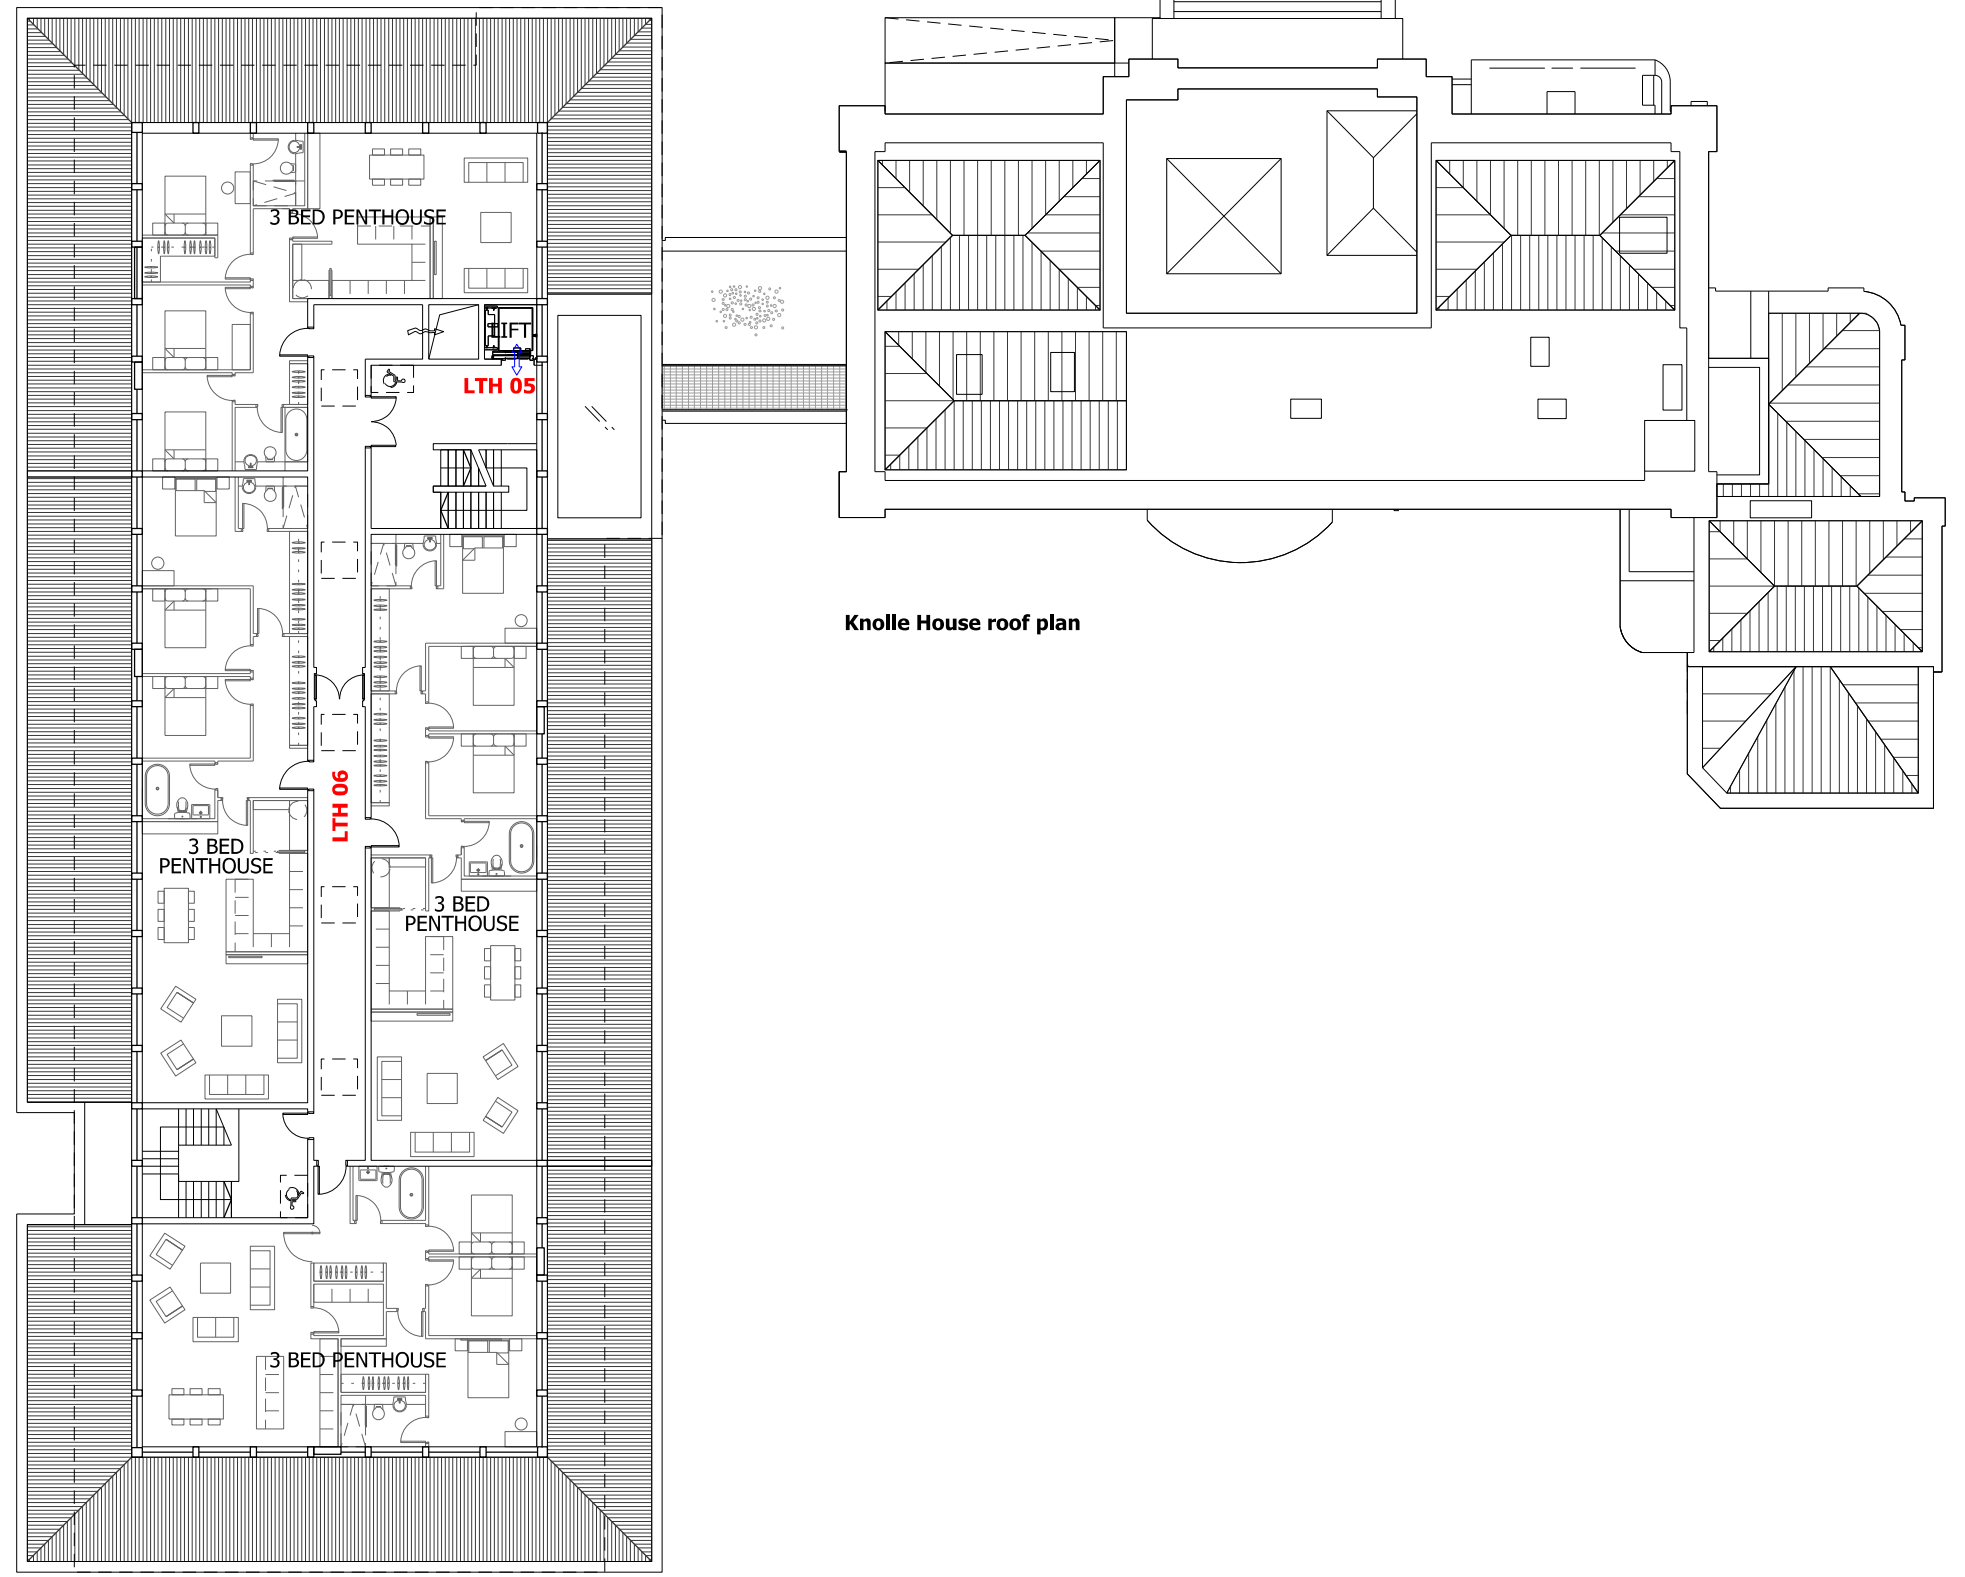 3 BED PENTHOUSE
LIFT
LTH 05
Knolle House roof plan
LTH 06
3 BED
PENTHOUSE
3 BED
PENTHOUSE
3 BED PENTHOUSE